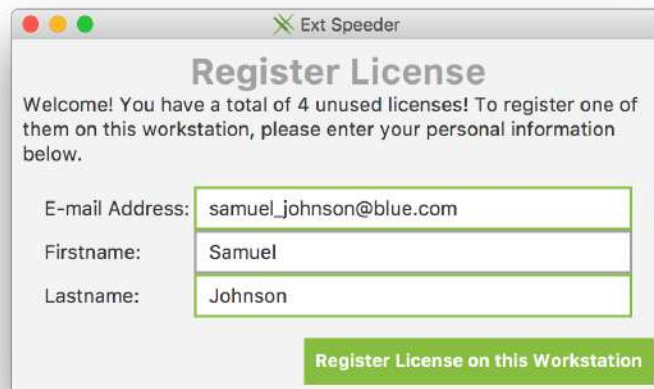 Ext Speeder
Register License
Welcome! You have a total of 4 unused licenses! To register one of
them on this workstation, please enter your personal information
below.
E-mail Address: samuel_johnson@blue.com
Firstname: Samuel
Lastname: Johnson
Register License on this Workstation